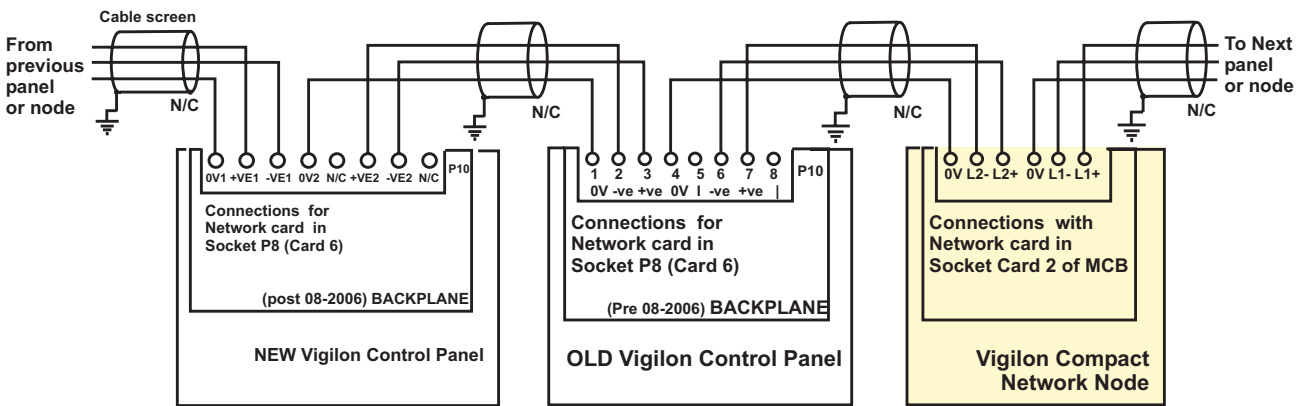 Cable screen
From
previous
panel
or node
N/C
N/C
N/C
N/C
To Next
panel
or node
0V1 +VE1 -VE1 0V2 N/C +VE2 -VE2 N/C P10
Connections for
Network card in
Socket P8 (Card 6)
(post 08-2006) BACKPLANE
NEW Vigilon Control Panel
1 2 3 4 5 6 7 8 P10
0V -ve +ve 0V I -ve +ve |
Connections for
Network card in
Socket P8 (Card 6)
(Pre 08-2006) BACKPLANE
OLD Vigilon Control Panel
0V L2- L2+ 0V L1- L1+
Connections with
Network card in
Socket Card 2 of MCB
Vigilon Compact
Network Node